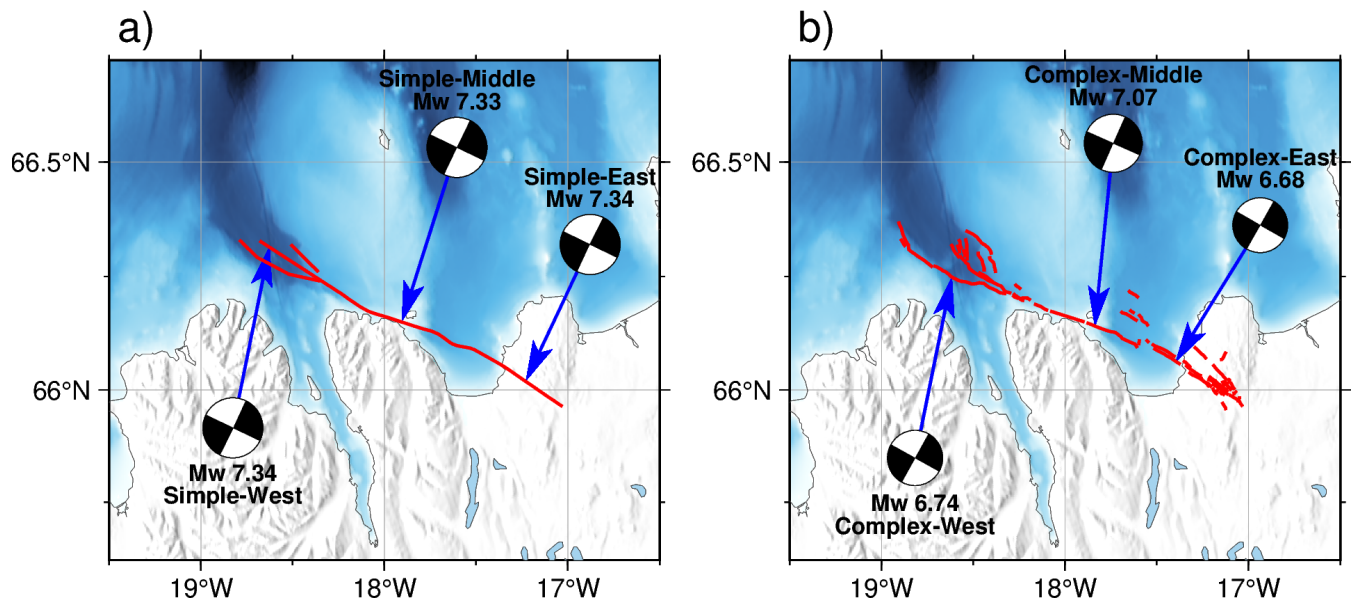 a)
Simple-Middle
Mw 7.33
Simple-East
Mw 7.34
Mw 7.34
Simple-West
66.5°N
66°N
19°W
18°W
17°W
b)
Complex-Middle
Mw 7.07
Complex-East
Mw 6.68
Mw 6.74
Complex-West
66.5°N
66°N
19°W
18°W
17°W